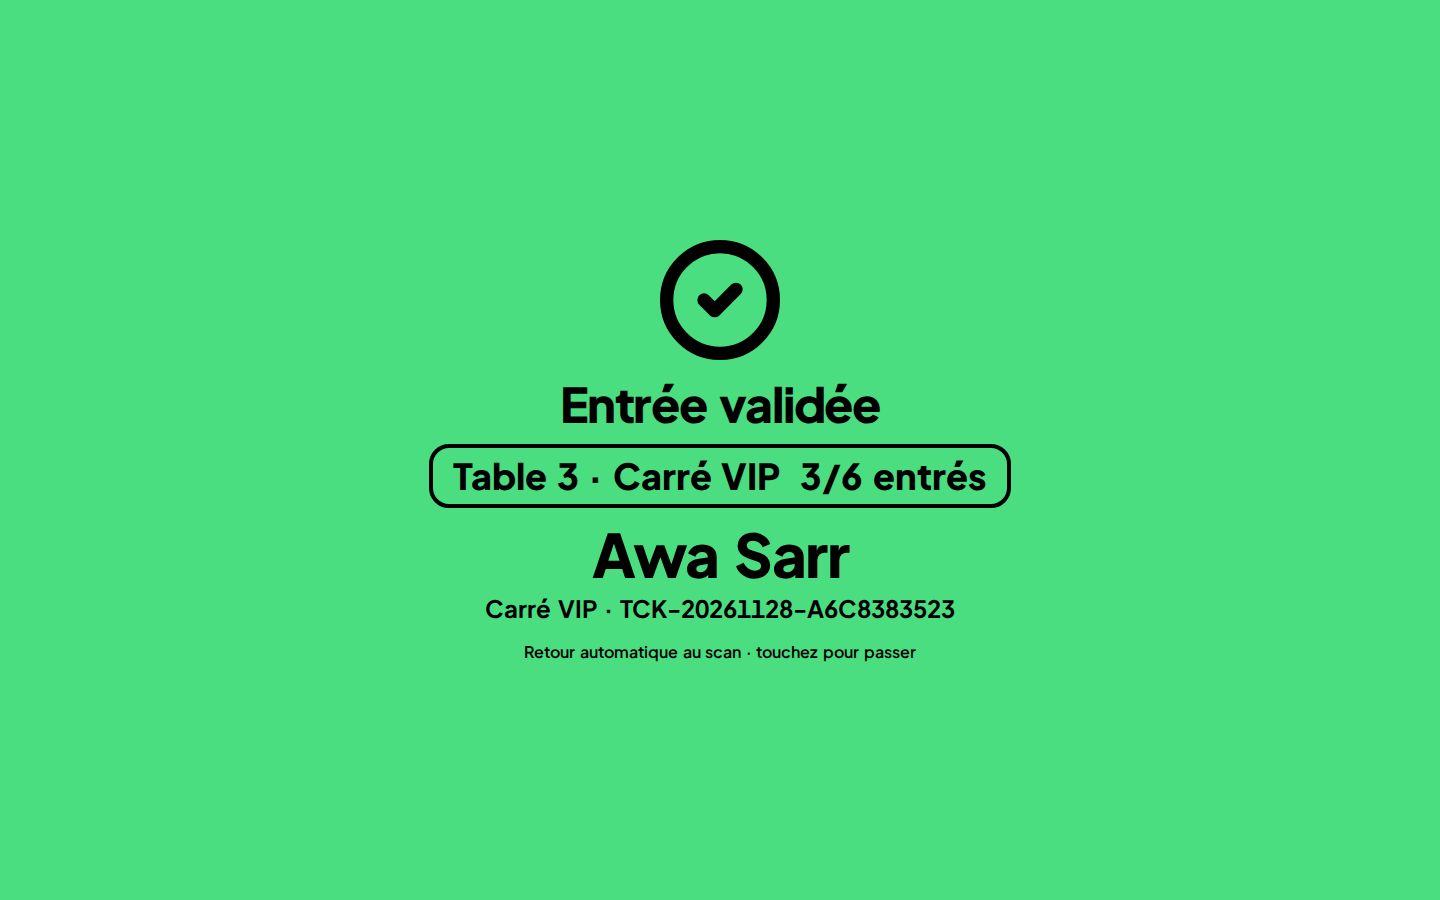 Entrée validée
Table 3 · Carré VIP 3/6 entrés
Awa Sarr
Carré VIP · TCK-20261128-A6C8383523
Retour automatique au scan · touchez pour passer